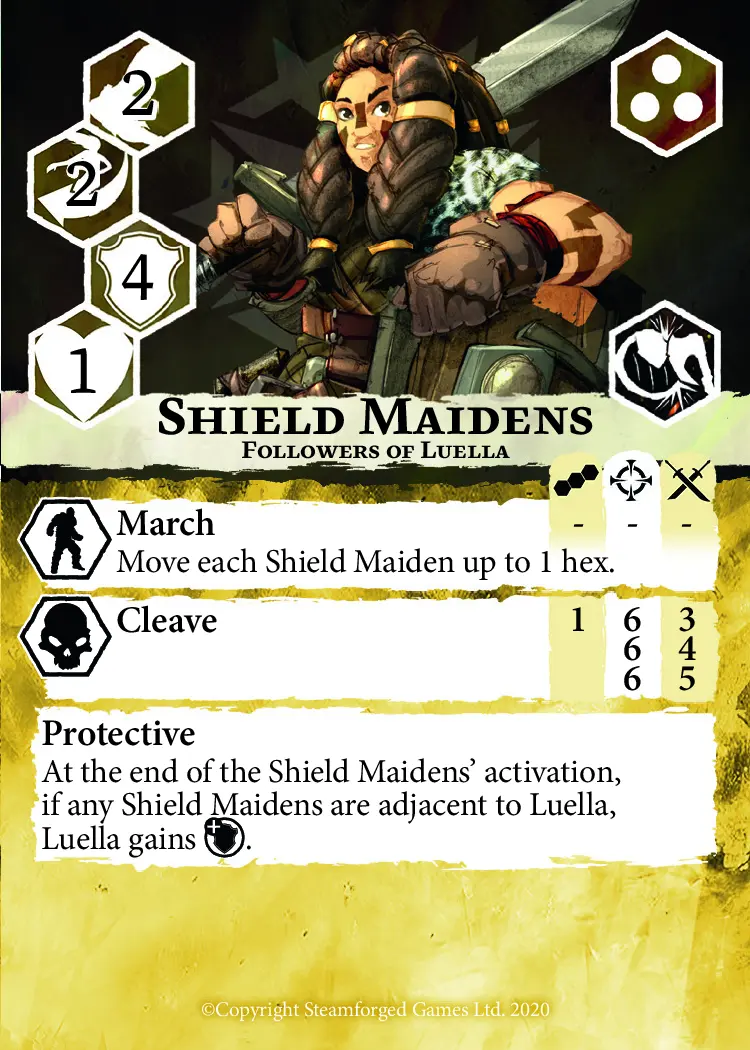 2
2
4
1
Shield Maidens
Followers of Luella
March - - -
Move each Shield Maiden up to 1 hex.
Cleave 1 6 3
6 4
6 5
Protective
At the end of the Shield Maidens’ activation,
if any Shield Maidens are adjacent to Luella,
Luella gains .
©Copyright Steamforged Games Ltd. 2020